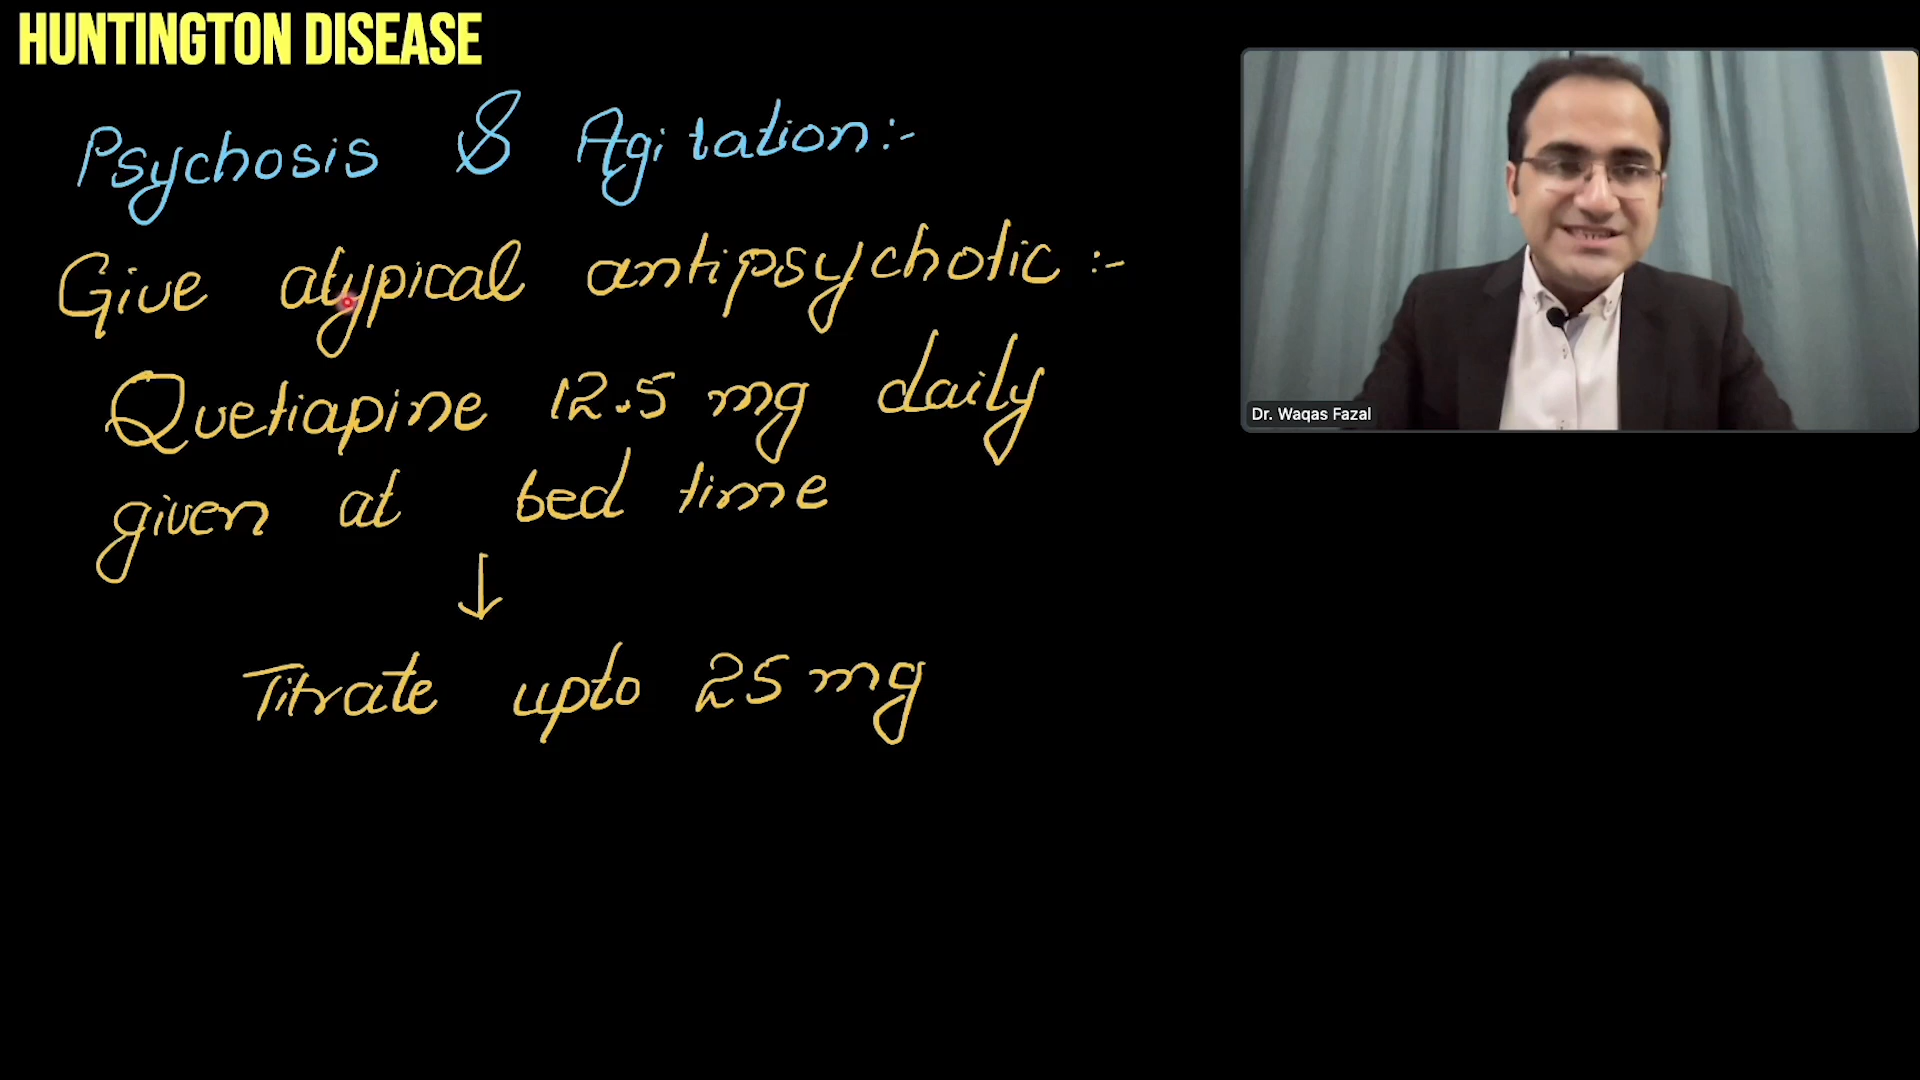 HUNTINGTON DISEASE
Psychosis & Agitation:-
Give atypical antipsychotic :-
Quetiapine 12.5 mg daily
given at bed time
↓
Titrate upto 25 mg
Dr. Waqas Fazal